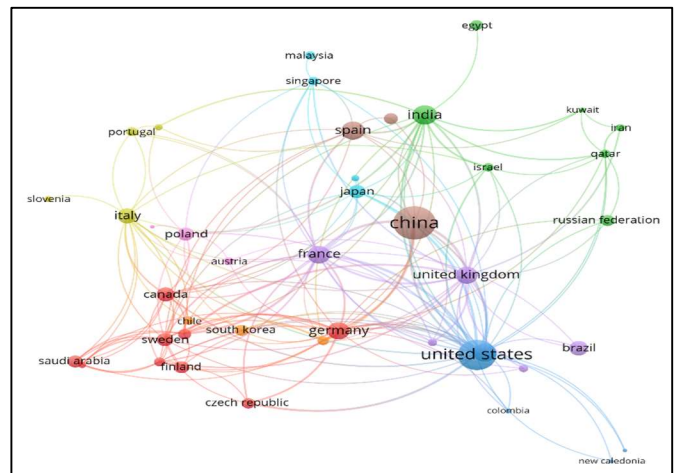 egypt
malaysia
singapore
kuwait
india
spain
iran
portugal
qatar
israel
japan
slovenia
italy
china
russian federation
poland
france
austria
united kingdom
canada
chile
south korea
germany
sweden
brazil
united states
saudi arabia
finland
czech republic
colombia
new caledonia